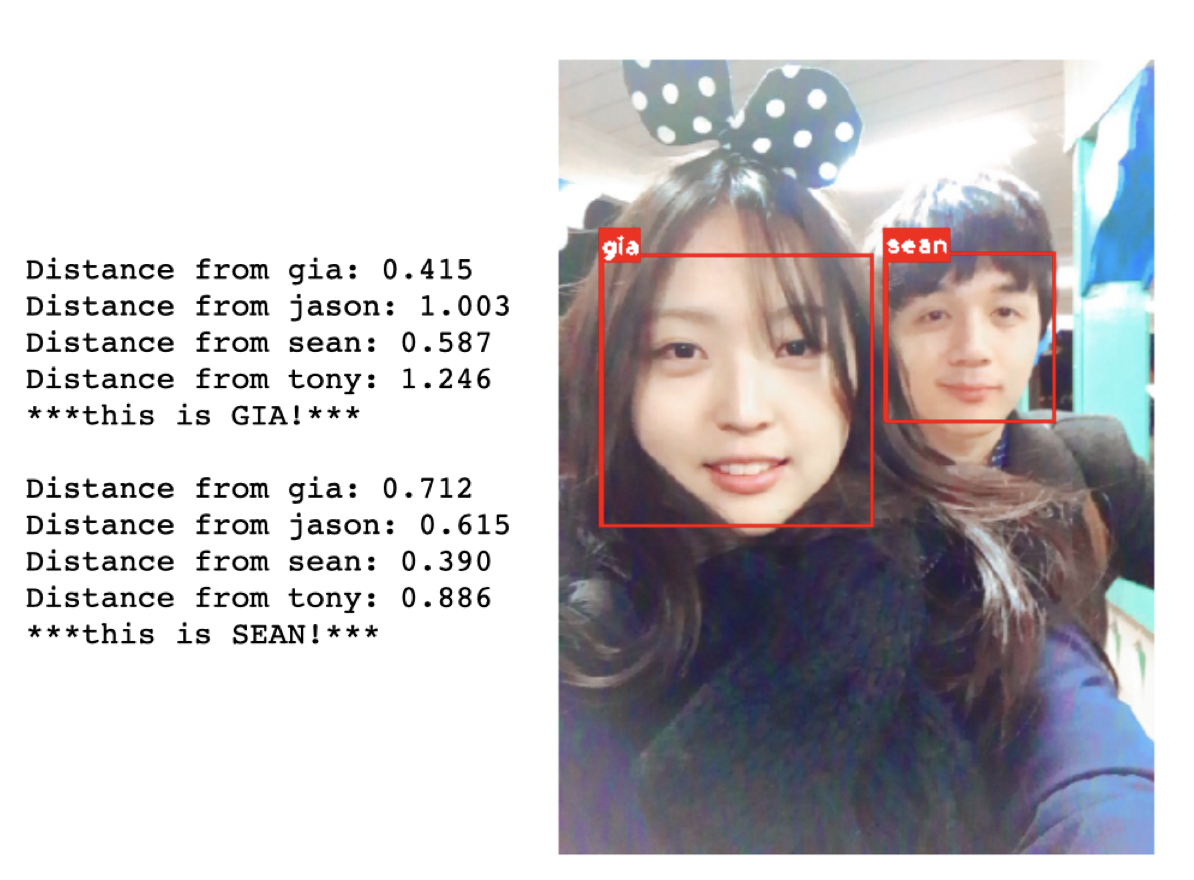 Distance from gia: 0.415
Distance from jason: 1.003
Distance from sean: 0.587
Distance from tony: 1.246
***this is GIA!***
Distance from gia: 0.712
Distance from jason: 0.615
Distance from sean: 0.390
Distance from tony: 0.886
***this is SEAN!***
gia
sean